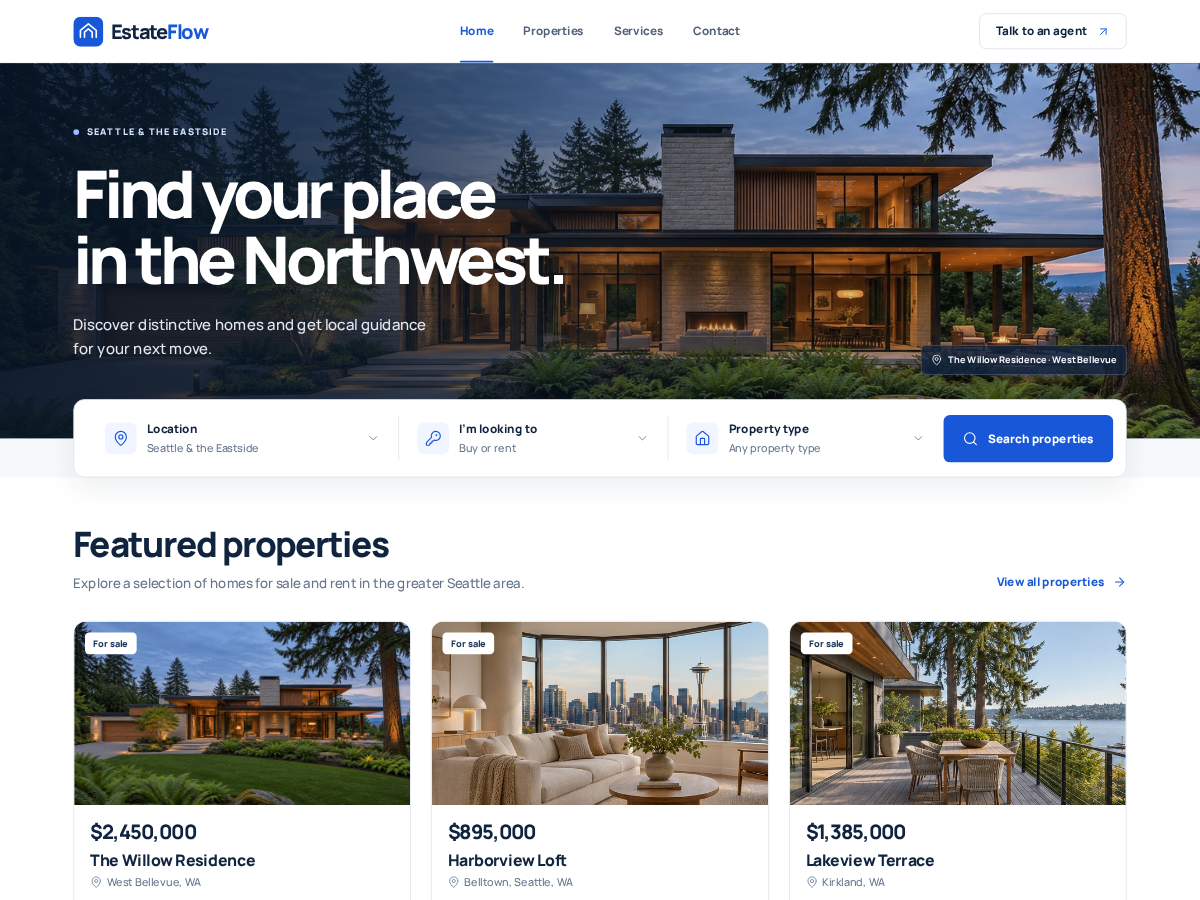 EstateFlow
Home
Properties
Services
Contact
Talk to an agent
SEATTLE & THE EASTSIDE
Find your place
in the Northwest.
Discover distinctive homes and get local guidance
for your next move.
The Willow Residence · West Bellevue
Location
Seattle & the Eastside
I'm looking to
Buy or rent
Property type
Any property type
Search properties
Featured properties
Explore a selection of homes for sale and rent in the greater Seattle area.
View all properties
For sale
$2,450,000
The Willow Residence
West Bellevue, WA
For sale
$895,000
Harborview Loft
Belltown, Seattle, WA
For sale
$1,385,000
Lakeview Terrace
Kirkland, WA